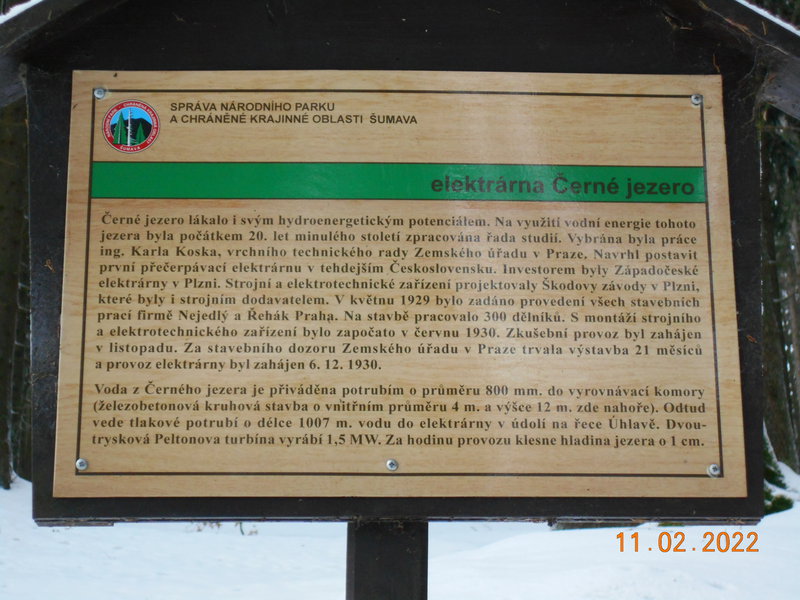 SPRÁVA NÁRODNÍHO PARKU
A CHRÁNĚNÉ KRAJINNÉ OBLASTI ŠUMAVA
ŠUMAVA
elektrárna Černé jezero
Černé jezero lákalo i svým hydroenergetickým potenciálem. Na využití vodní energie tohoto
jezera byla počátkem 20. let minulého století zpracována řada studií. Vybrána byla práce
ing. Karla Koska, vrchního technického rady Zemského úřadu v Praze. Navrhl postavit
první přečerpávací elektrárnu v tehdejším Československu. Investorem byly Západočeské
elektrárny v Plzni. Strojní a elektrotechnické zařízení projektovaly Škodovy závody v Plzni,
které byly i strojním dodavatelem. V květnu 1929 bylo zadáno provedení všech stavebních
prací firmě Nejedlý a Řehák Praha. Na stavbě pracovalo 300 dělníků. S montáží strojního
a elektrotechnického zařízení bylo započato v červnu 1930. Zkušební provoz byl zahájen
v listopadu. Za stavebního dozoru Zemského úřadu v Praze trvala výstavba 21 měsíců
a provoz elektrárny byl zahájen 6. 12. 1930.
Voda z Černého jezera je přiváděna potrubím o průměru 800 mm. do vyrovnávací komory
(železobetonová kruhová stavba o vnitřním průměru 4 m. a výšce 12 m. zde nahoře). Odtud
vede tlakové potrubí o délce 1007 m. vodu do elektrárny v údolí na řece Úhlavě. Dvou-
trysková Peltonova turbína vyrábí 1,5 MW. Za hodinu provozu klesne hladina jezera o 1 cm.
11.02.2022